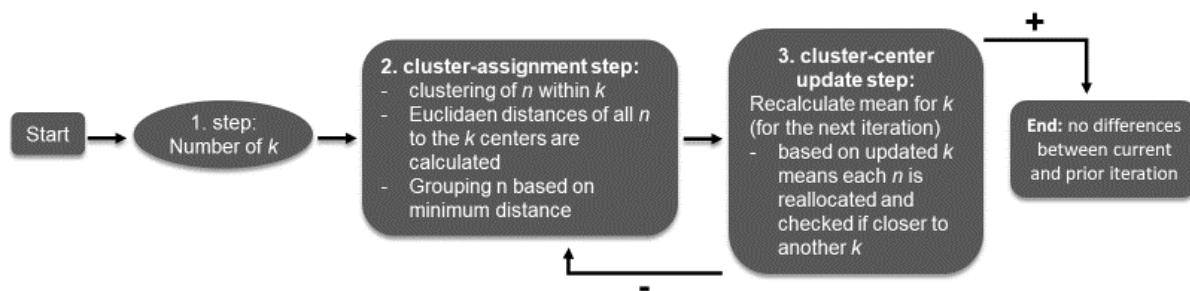 Start
1. step:
Number of k
2. cluster-assignment step:
- clustering of n within k
- Euclidaen distances of all n
to the k centers are
calculated
- Grouping n based on
minimum distance
3. cluster-center
update step:
Recalculate mean for k
(for the next iteration)
- based on updated k
means each n is
reallocated and
checked if closer to
another k
+
-
End: no differences
between current
and prior iteration